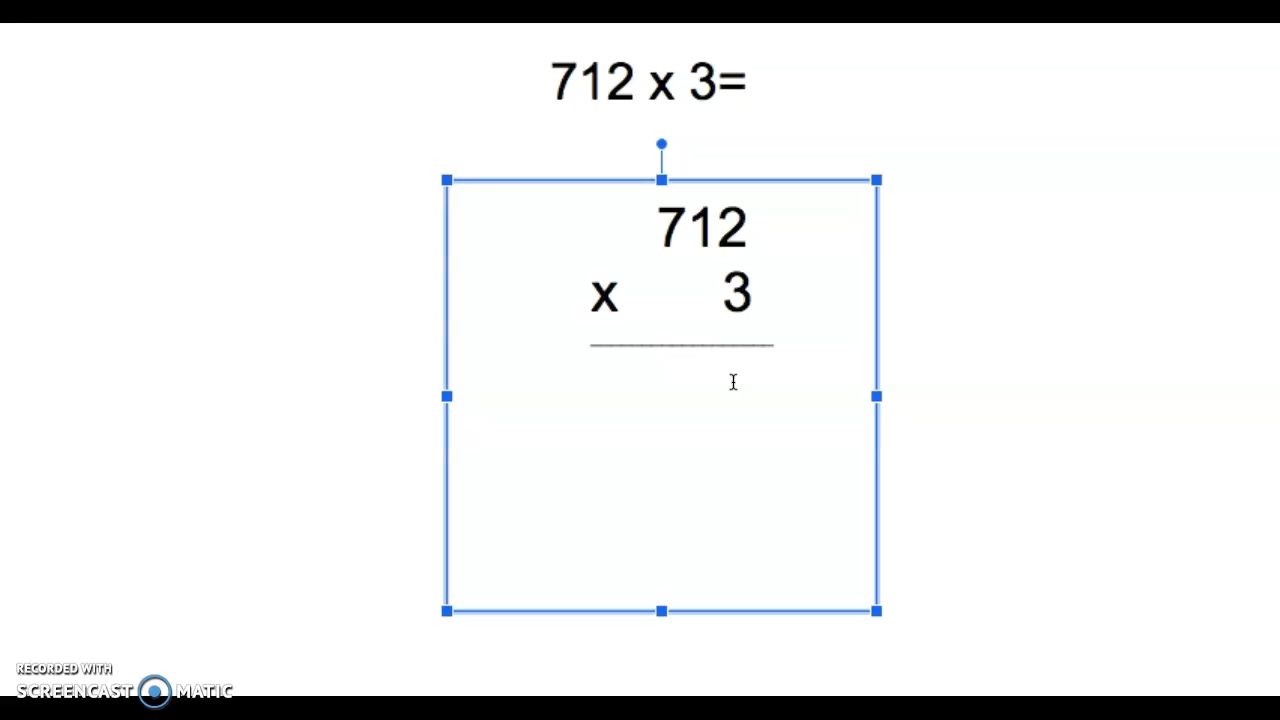 712 x 3=
712
x 3
RECORDED WITH
SCREENCAST MATIC